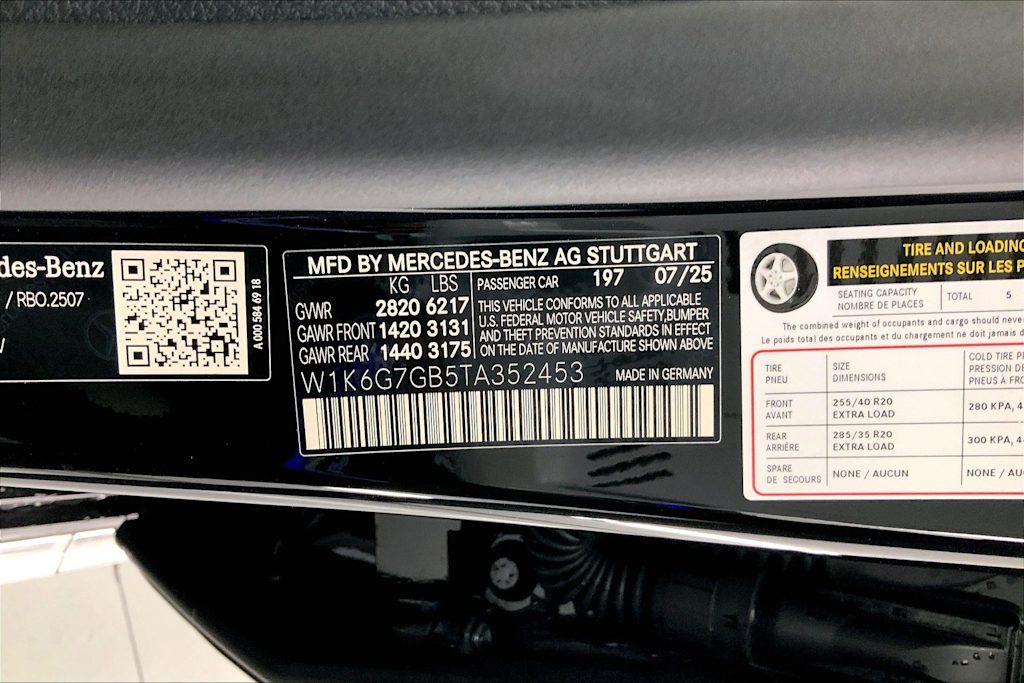 des-Benz
/ RBO.2507
A 000 584 69 18
MFD BY MERCEDES-BENZ AG STUTTGART
KG LBS
GVWR 2820 6217
GAWR FRONT 1420 3131
GAWR REAR 1440 3175
PASSENGER CAR 197 07/25
THIS VEHICLE CONFORMS TO ALL APPLICABLE
U.S. FEDERAL MOTOR VEHICLE SAFETY,BUMPER
AND THEFT PREVENTION STANDARDS IN EFFECT
ON THE DATE OF MANUFACTURE SHOWN ABOVE
W1K6G7GB5TA352453
MADE IN GERMANY
TIRE AND LOADING
RENSEIGNEMENTS SUR LES P
SEATING CAPACITY
NOMBRE DE PLACES
TOTAL 5
The combined weight of occupants and cargo should neve
Le poids total des occupants et du chargement ne doit jamais d
TIRE
PNEU
SIZE
DIMENSIONS
COLD TIRE P
PRESSION DE
PNEUS À FRO
FRONT
AVANT
255/40 R20
EXTRA LOAD
280 KPA, 4
REAR
ARRIÈRE
285/35 R20
EXTRA LOAD
300 KPA, 4
SPARE
DE SECOURS
NONE / AUCUN
NONE / AU